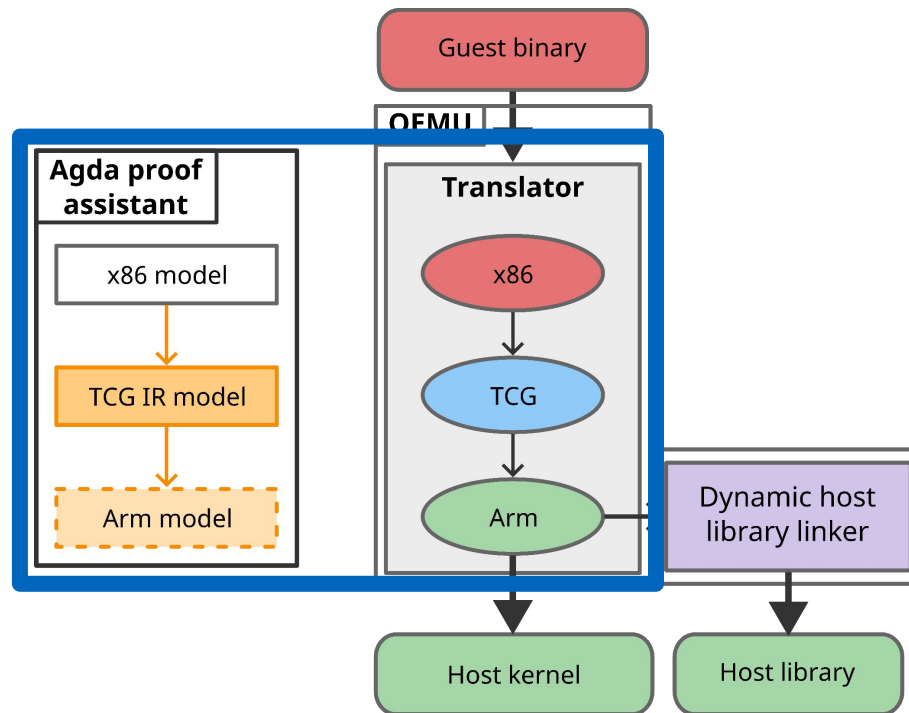 Guest binary
QEMU
Agda proof
assistant
Translator
x86 model
x86
TCG IR model
TCG
Arm model
Arm
Dynamic host
library linker
Host kernel
Host library